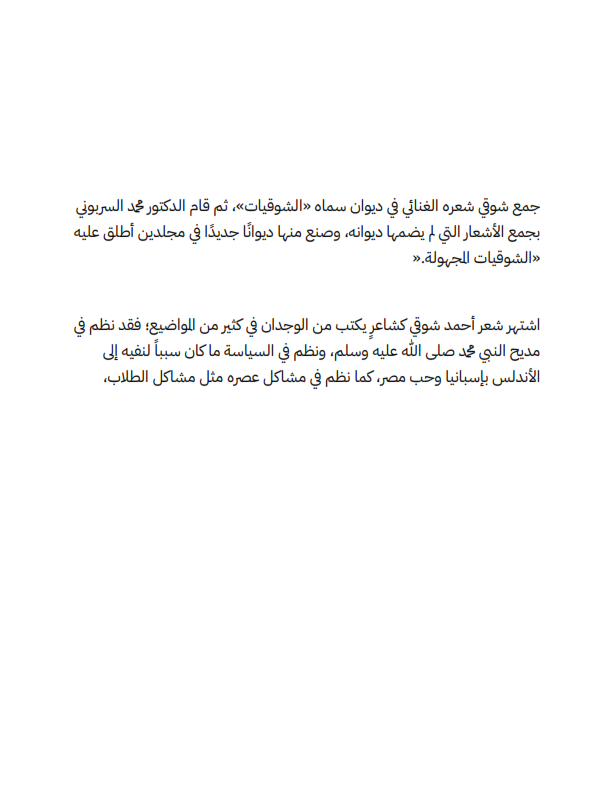 جمع شوقي شعره الغنائي في ديوان سماه «الشوقيات»، ثم قام الدكتور محمد السربوني
بجمع الأشعار التي لم يضمها ديوانه، وصنع منها ديوانًا جديدًا في مجلدين أطلق عليه
«الشوقيات المجهولة.»
اشتهر شعر أحمد شوقي كشاعرٍ يكتب من الوجدان في كثير من المواضيع؛ فقد نظم في
مديح النبي محمد صلى الله عليه وسلم، ونظم في السياسة ما كان سبباً لنفيه إلى
الأندلس بإسبانيا وحب مصر، كما نظم في مشاكل عصره مثل مشاكل الطلاب،